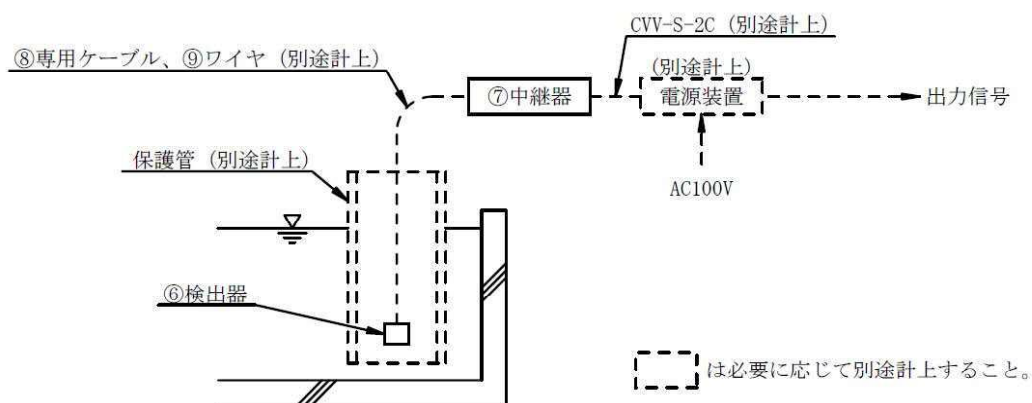 CVV-S-2C (別途計上)
⑧専用ケーブル、⑨ワイヤ (別途計上)
(別途計上)
⑦中継器
電源装置
出力信号
保護管 (別途計上)
AC100V
⑥検出器
は必要に応じて別途計上すること。